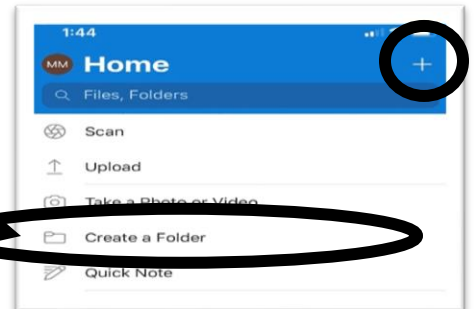 1:44
MM Home +
Files, Folders
Scan
Upload
Take a Photo or Video
Create a Folder
Quick Note